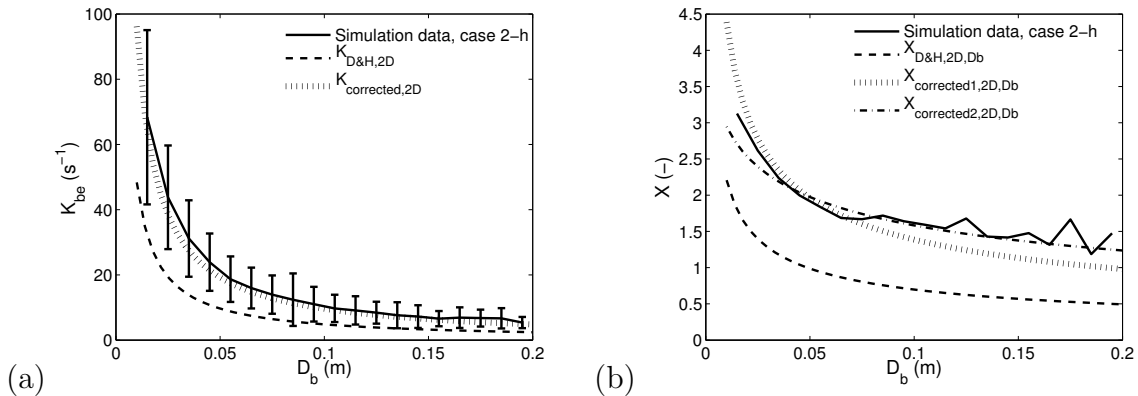 100
80
60
40
20
0
K_be (s^−1)
Simulation data, case 2−h
K_D&H,2D
K_corrected,2D
0
0.05
0.1
0.15
0.2
D_b (m)
(a)
4.5
4
3.5
3
2.5
2
1.5
1
0.5
0
X (−)
Simulation data, case 2−h
X_D&H,2D,Db
X_corrected1,2D,Db
X_corrected2,2D,Db
0
0.05
0.1
0.15
0.2
D_b (m)
(b)